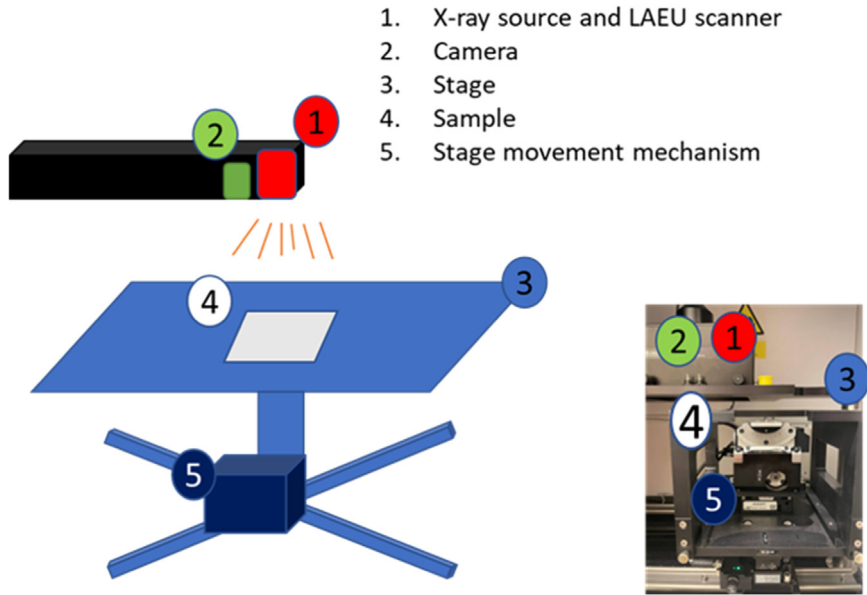 1. X-ray source and LAEU scanner
2. Camera
3. Stage
4. Sample
5. Stage movement mechanism
1
2
4
3
5
2
1
3
4
5